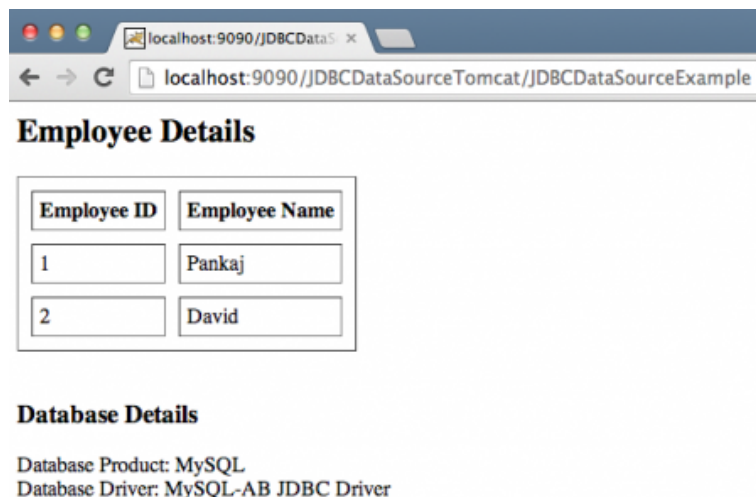 localhost:9090/JDBCDataS
localhost:9090/JDBCDataSourceTomcat/JDBCDataSourceExample
Employee Details
Employee ID Employee Name
1 Pankaj
2 David
Database Details
Database Product: MySQL
Database Driver: MySQL-AB JDBC Driver